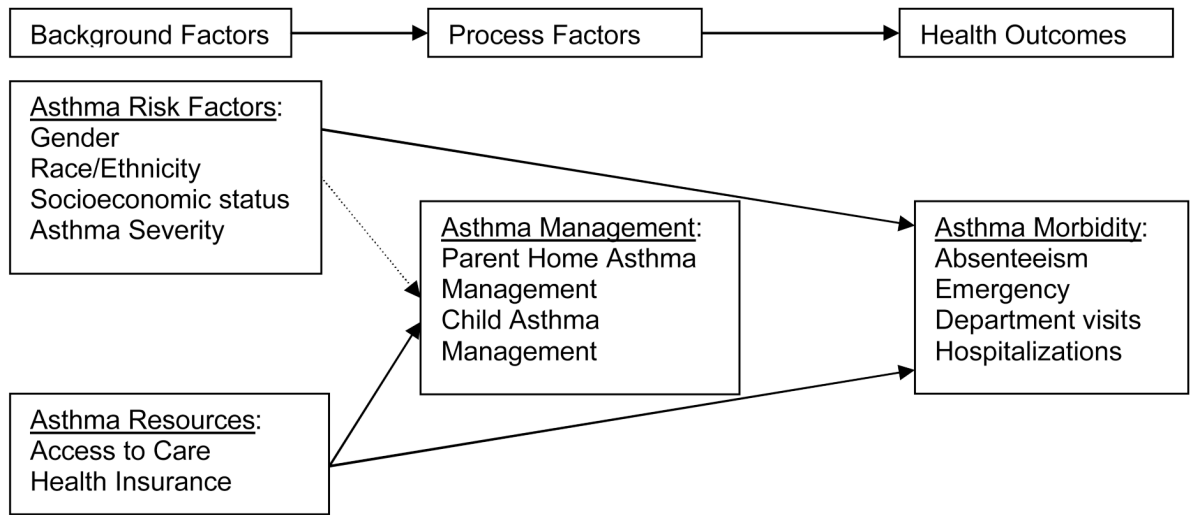 Background Factors
Process Factors
Health Outcomes
Asthma Risk Factors:
Gender
Race/Ethnicity
Socioeconomic status
Asthma Severity
Asthma Management:
Parent Home Asthma
Management
Child Asthma
Management
Asthma Morbidity:
Absenteeism
Emergency
Department visits
Hospitalizations
Asthma Resources:
Access to Care
Health Insurance